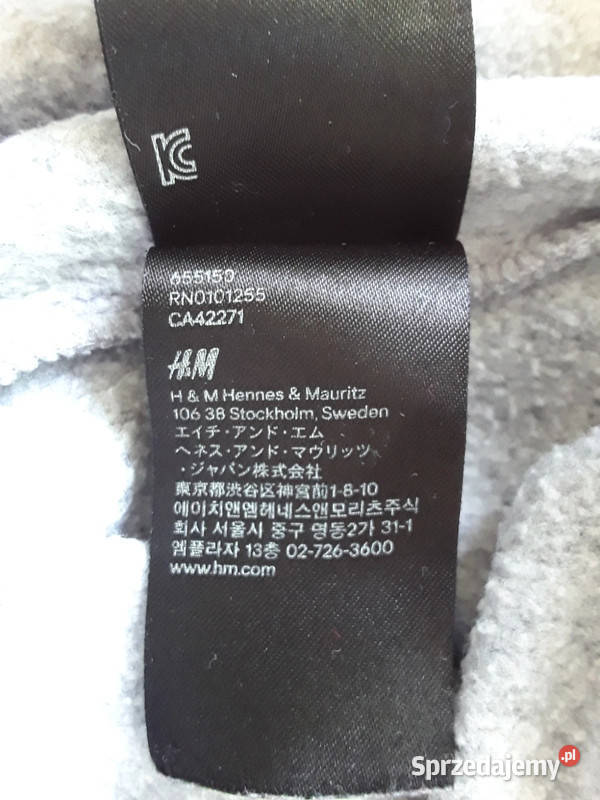 KC
655150
RN0101255
CA42271
H&M
H & M Hennes & Mauritz
106 38 Stockholm, Sweden
エイチ・アンド・エム
ヘネス・アンド・マウリッツ
・ジャパン株式会社
東京都渋谷区神宮前1-8-10
에이치앤엠헤네스앤모리츠주식
회사 서울시 중구 명동2가 31-1
엠플라자 13층 02-726-3600
www.hm.com
Sprzedajemy.pl